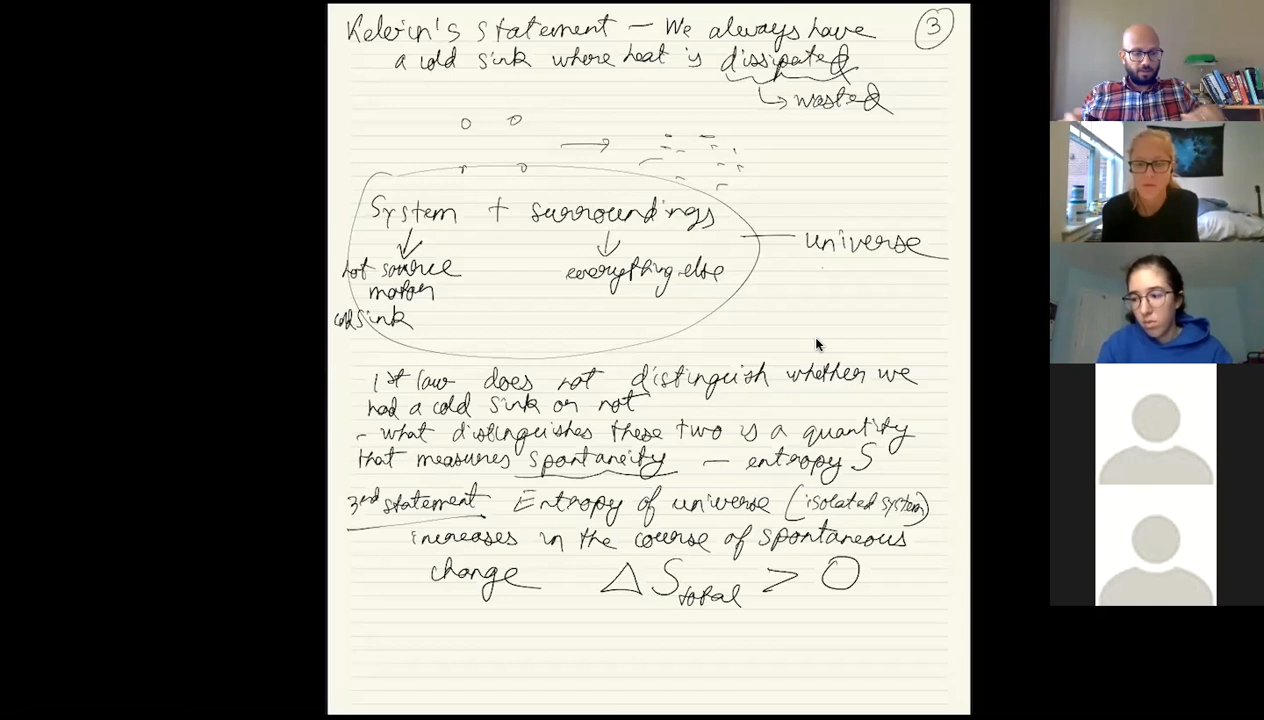 Kelvin's statement – We always have
③
a cold sink where heat is dissipated
↳ wasted
System + surroundings
universe
hot source
everything else
cold sink
1st law does not distinguish whether we
had a cold sink or not
- what distinguishes these two is a quantity
that measures spontaneity – entropy S
3rd statement Entropy of universe (isolated system)
increases in the course of spontaneous
change ΔS total > 0